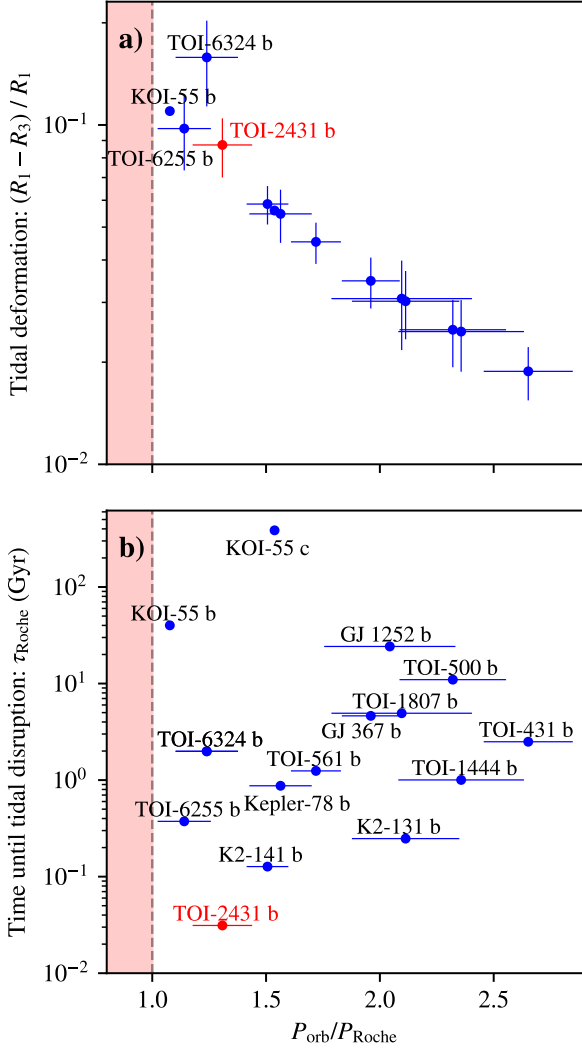 a)
TOI-6324 b
KOI-55 b
TOI-2431 b
TOI-6255 b
10⁻¹
10⁻²
Tidal deformation: (R₁ − R₃) / R₁
b)
KOI-55 c
KOI-55 b
GJ 1252 b
TOI-500 b
TOI-1807 b
GJ 367 b
TOI-431 b
TOI-6324 b
TOI-561 b
TOI-1444 b
Kepler-78 b
TOI-6255 b
K2-131 b
K2-141 b
TOI-2431 b
10²
10¹
10⁰
10⁻¹
10⁻²
Time until tidal disruption: τ_Roche (Gyr)
1.0 1.5 2.0 2.5
P_orb/P_Roche